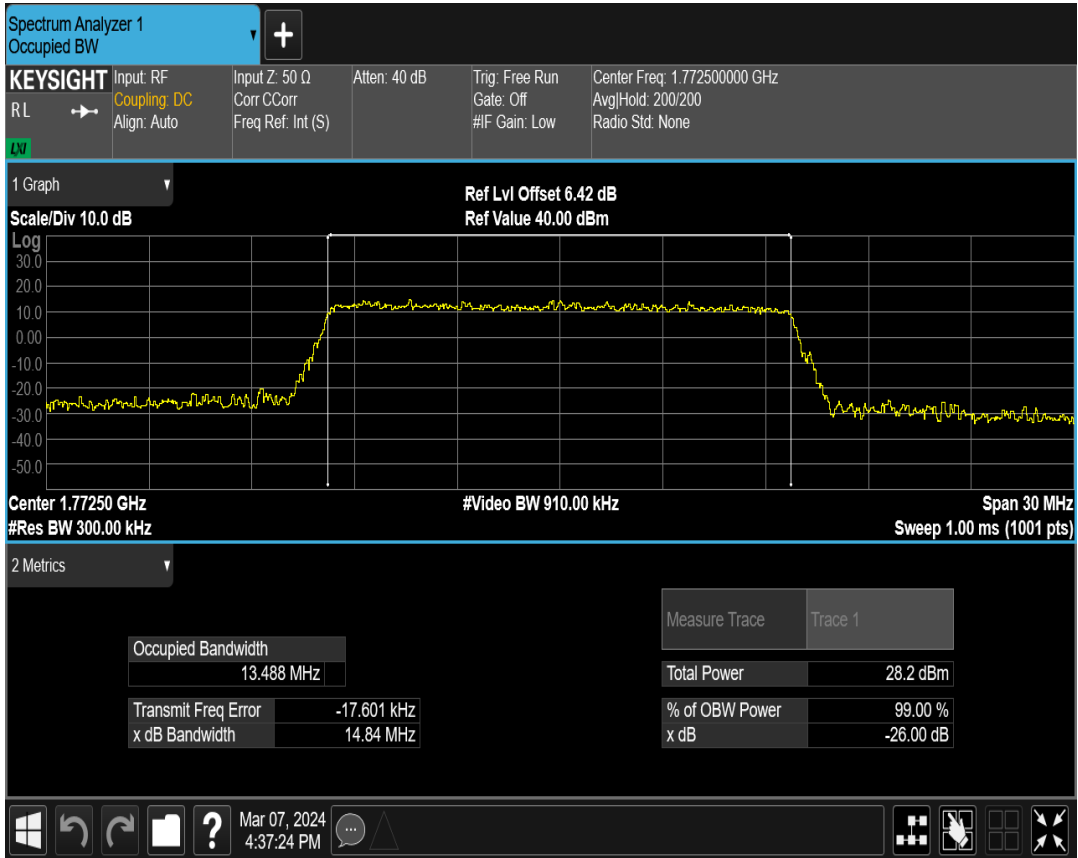 Spectrum Analyzer 1
Occupied BW
+
KEYSIGHT
R L
LXI
Input: RF
Coupling: DC
Align: Auto
Input Z: 50 Ω
Corr CCorr
Freq Ref: Int (S)
Atten: 40 dB
Trig: Free Run
Gate: Off
#IF Gain: Low
Center Freq: 1.772500000 GHz
Avg|Hold: 200/200
Radio Std: None
1 Graph
Scale/Div 10.0 dB
Ref Lvl Offset 6.42 dB
Ref Value 40.00 dBm
Log
30.0
20.0
10.0
0.00
-10.0
-20.0
-30.0
-40.0
-50.0
Center 1.77250 GHz
#Video BW 910.00 kHz
Span 30 MHz
#Res BW 300.00 kHz
Sweep 1.00 ms (1001 pts)
2 Metrics
Measure Trace Trace 1
Occupied Bandwidth
13.488 MHz
Total Power 28.2 dBm
Transmit Freq Error -17.601 kHz
% of OBW Power 99.00 %
x dB Bandwidth 14.84 MHz
x dB -26.00 dB
?
Mar 07, 2024
4:37:24 PM